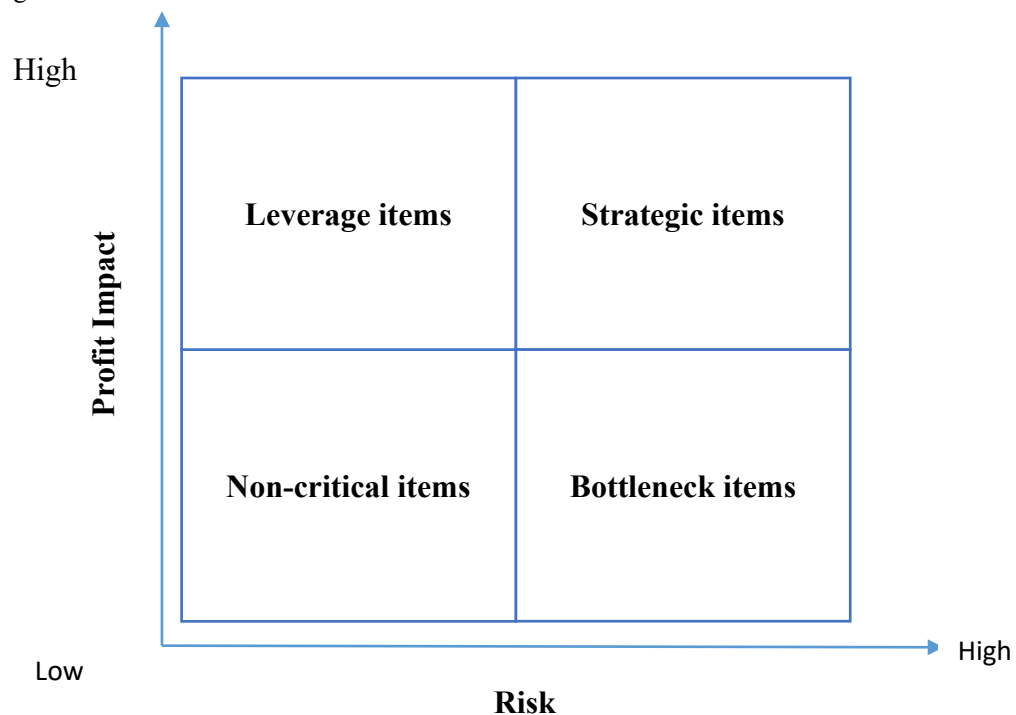 High
Leverage items
Strategic items
Profit Impact
Non-critical items
Bottleneck items
Low
High
Risk